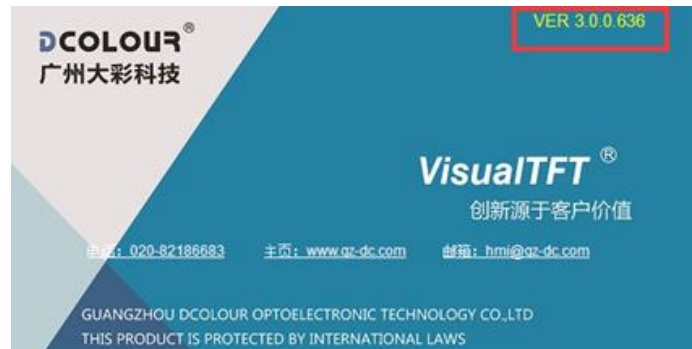 DCOLOUR®
广州大彩科技
VER 3.0.0.636
VisualTFT ®
创新源于客户价值
电话：020-82186683 主页：www.gz-dc.com 邮箱：hmi@gz-dc.com
GUANGZHOU DCOLOUR OPTOELECTRONIC TECHNOLOGY CO.,LTD
THIS PRODUCT IS PROTECTED BY INTERNATIONAL LAWS